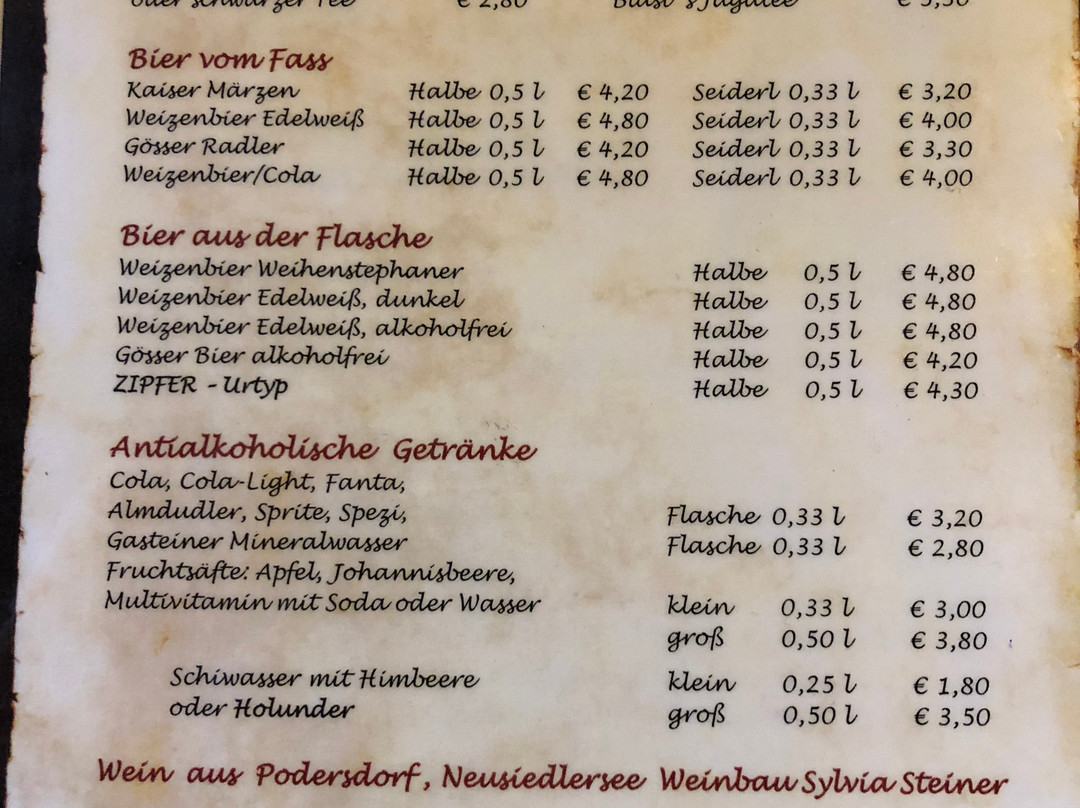 oder schwarzer Tee € 2,80
Bier vom Fass
Kaiser Märzen Halbe 0,5 l € 4,20 Seiderl 0,33 l € 3,20
Weizenbier Edelweiß Halbe 0,5 l € 4,80 Seiderl 0,33 l € 4,00
Gösser Radler Halbe 0,5 l € 4,20 Seiderl 0,33 l € 3,30
Weizenbier/Cola Halbe 0,5 l € 4,80 Seiderl 0,33 l € 4,00
Bier aus der Flasche
Weizenbier Weihenstephaner Halbe 0,5 l € 4,80
Weizenbier Edelweiß, dunkel Halbe 0,5 l € 4,80
Weizenbier Edelweiß, alkoholfrei Halbe 0,5 l € 4,80
Gösser Bier alkoholfrei Halbe 0,5 l € 4,20
ZIPFER - Urtyp Halbe 0,5 l € 4,30
Antialkoholische Getränke
Cola, Cola-Light, Fanta,
Almdudler, Sprite, Spezi, Flasche 0,33 l € 3,20
Gasteiner Mineralwasser Flasche 0,33 l € 2,80
Fruchtsäfte: Apfel, Johannisbeere,
Multivitamin mit Soda oder Wasser klein 0,33 l € 3,00
groß 0,50 l € 3,80
Schiwasser mit Himbeere klein 0,25 l € 1,80
oder Holunder groß 0,50 l € 3,50
Wein aus Podersdorf, Neusiedlersee Weinbau Sylvia Steiner